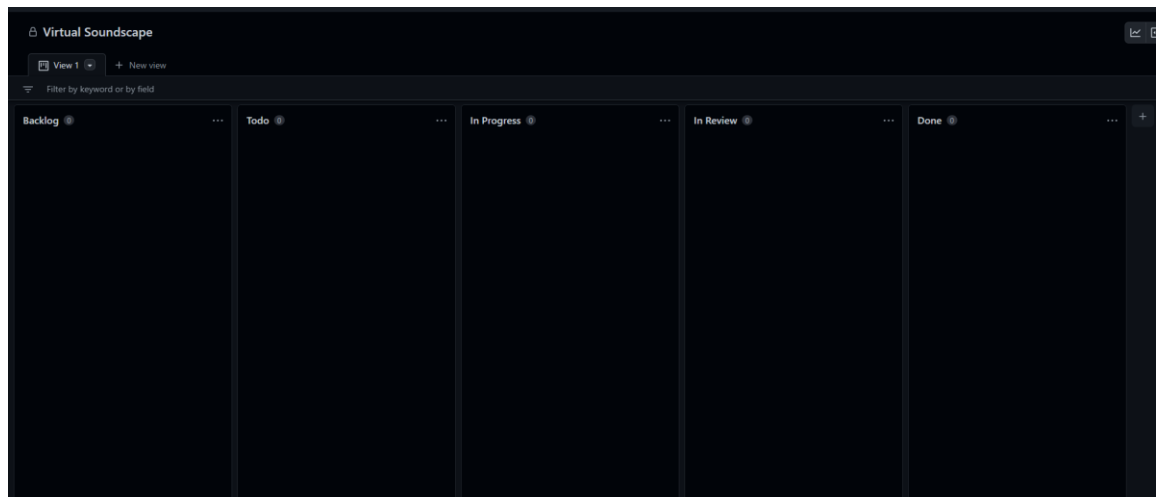 Virtual Soundscape
View 1
New view
Filter by keyword or by field
Backlog 0
Todo 0
In Progress 0
In Review 0
Done 0